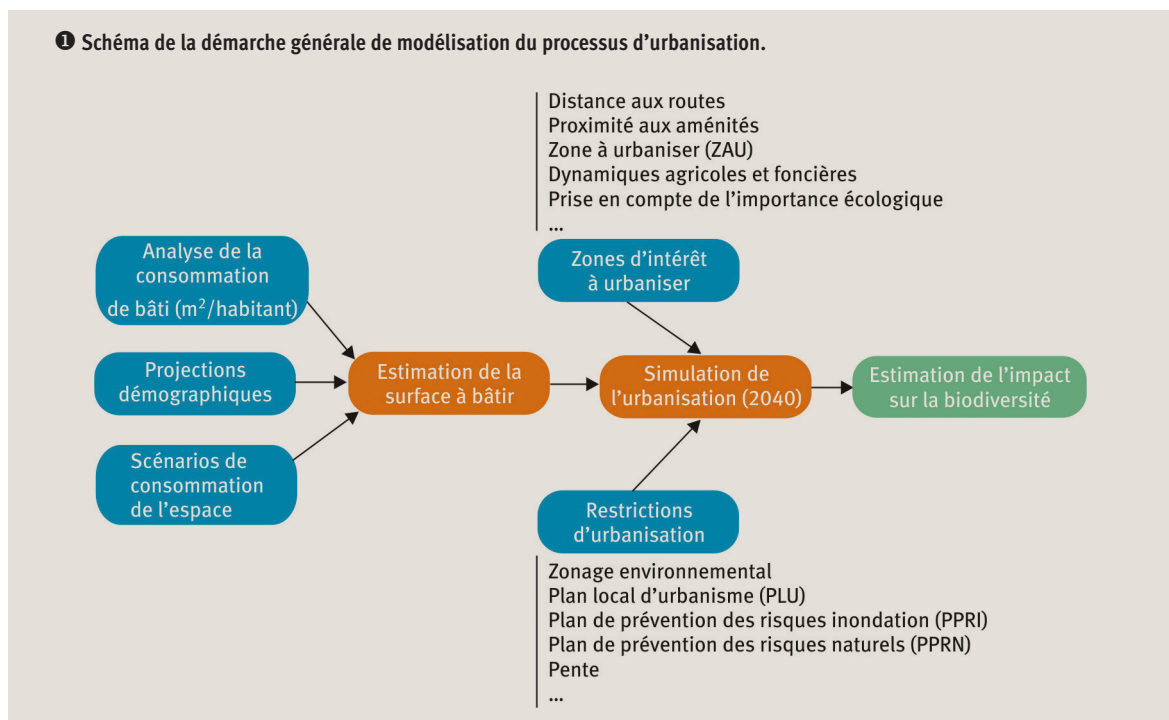 ❶ Schéma de la démarche générale de modélisation du processus d’urbanisation.
Distance aux routes
Proximité aux aménités
Zone à urbaniser (ZAU)
Dynamiques agricoles et foncières
Prise en compte de l’importance écologique
...
Analyse de la
consommation
de bâti (m²/habitant)
Zones d’intérêt
à urbaniser
Projections
démographiques
Estimation de la
surface à bâtir
Simulation de
l’urbanisation (2040)
Estimation de l’impact
sur la biodiversité
Scénarios de
consommation
de l’espace
Restrictions
d’urbanisation
Zonage environnemental
Plan local d’urbanisme (PLU)
Plan de prévention des risques inondation (PPRI)
Plan de prévention des risques naturels (PPRN)
Pente
...